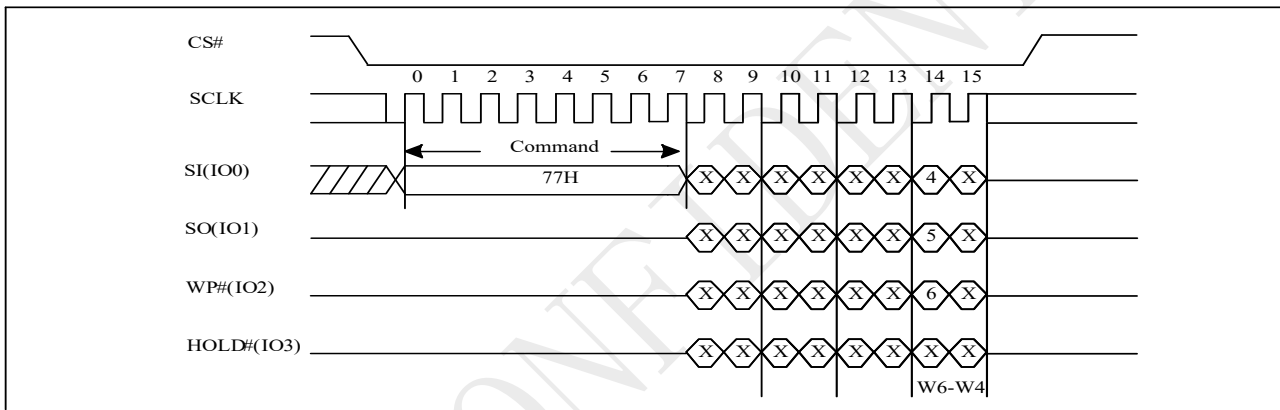 CS#
0 1 2 3 4 5 6 7 8 9 10 11 12 13 14 15
SCLK
Command
SI(IO0) 77H X X X X X X 4 X
SO(IO1) X X X X X X 5 X
WP#(IO2) X X X X X X 6 X
HOLD#(IO3) X X X X X X X X
W6-W4